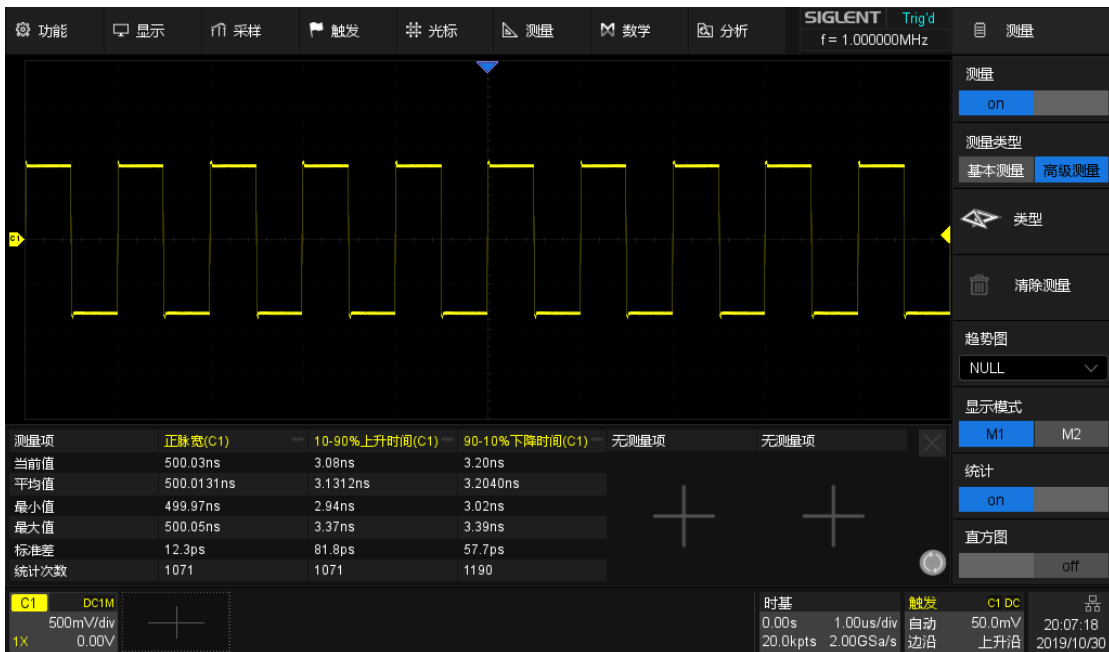 功能 显示 采样 触发 光标 测量 数学 分析 SIGLENT Trig'd 测量
f = 1.000000MHz
测量
on
测量类型
基本测量 高级测量
类型
清除测量
趋势图
NULL
显示模式
M1 M2
统计
on
直方图
off
C1
测量项 正脉宽(C1) 10-90%上升时间(C1) 90-10%下降时间(C1) 无测量项 无测量项
当前值 500.03ns 3.08ns 3.20ns
平均值 500.0131ns 3.1312ns 3.2040ns
最小值 499.97ns 2.94ns 3.02ns
最大值 500.05ns 3.37ns 3.39ns
标准差 12.3ps 81.8ps 57.7ps
统计次数 1071 1071 1190
C1 DC1M 时基 触发 C1 DC
500mV/div 0.00s 1.00us/div 自动 50.0mV 20:07:18
1X 0.00V 20.0kpts 2.00GSa/s 边沿 上升沿 2019/10/30